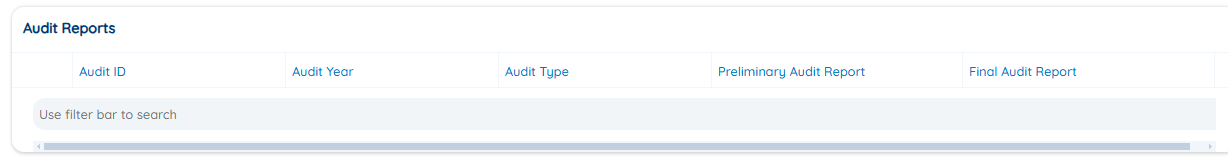 Audit Reports
Audit ID Audit Year Audit Type Preliminary Audit Report Final Audit Report
Use filter bar to search